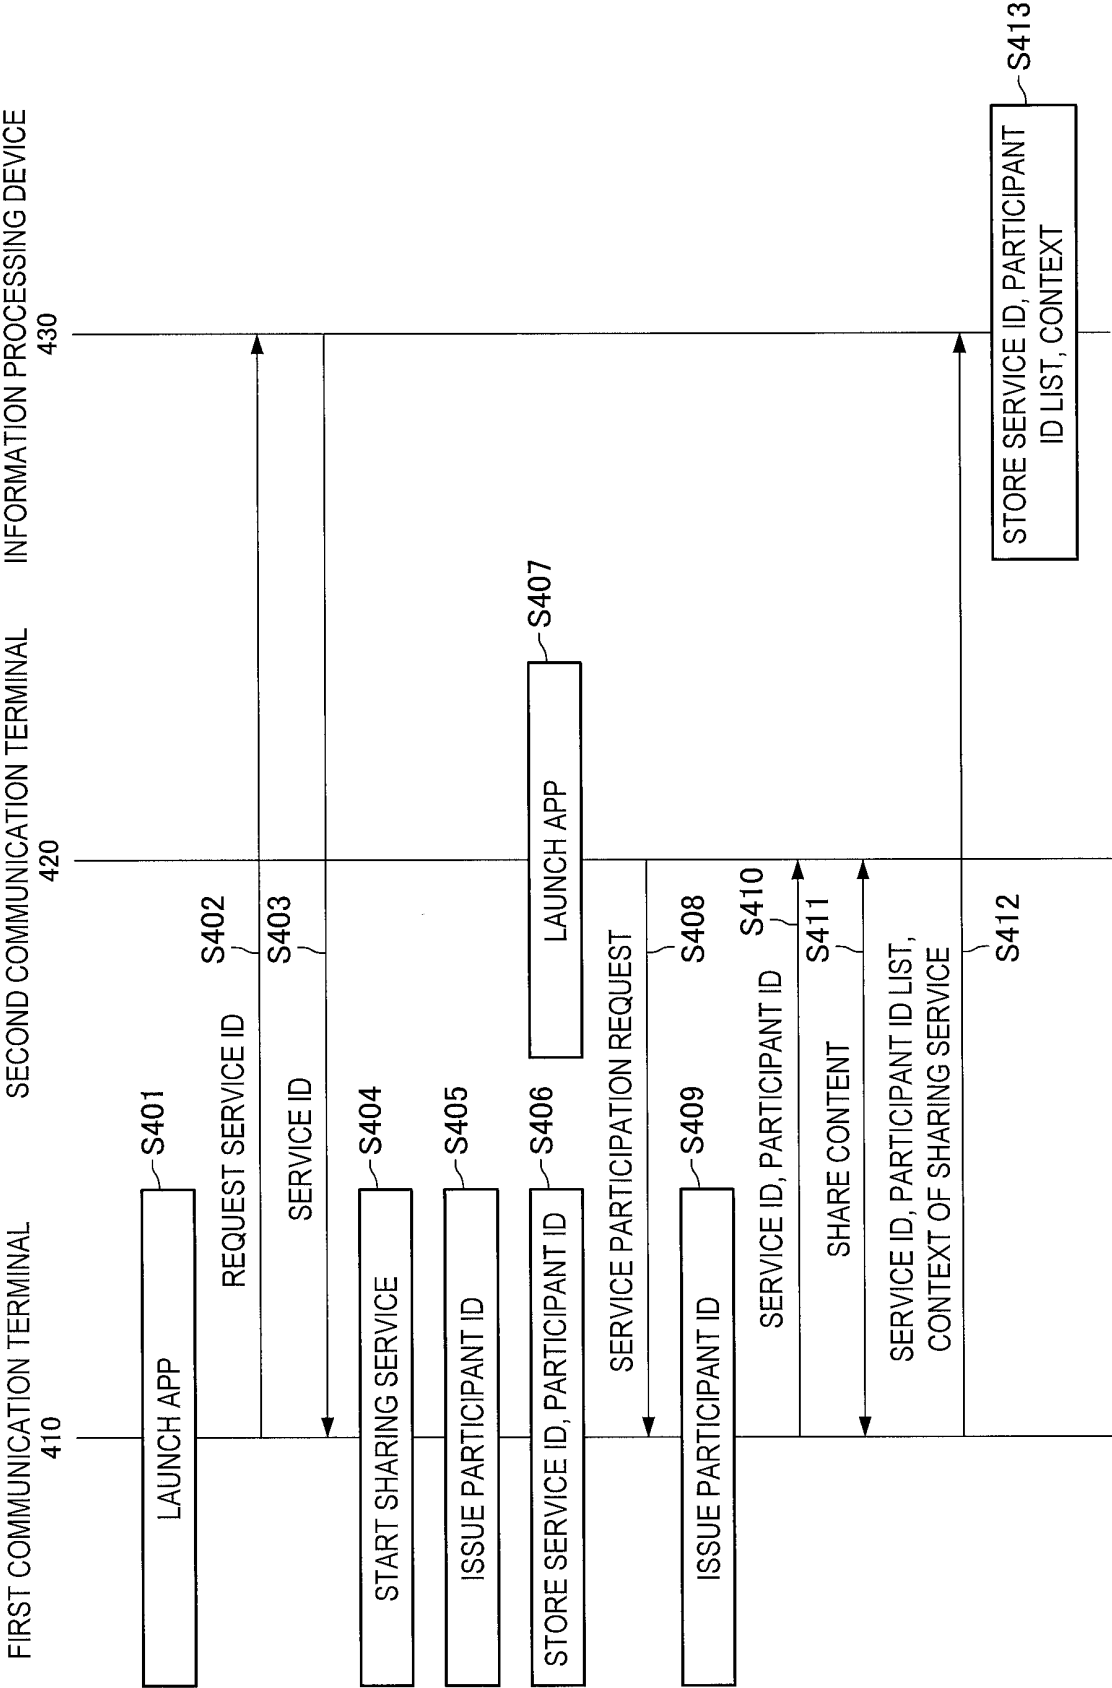 FIRST COMMUNICATION TERMINAL
410
SECOND COMMUNICATION TERMINAL
420
INFORMATION PROCESSING DEVICE
430
LAUNCH APP
S401
REQUEST SERVICE ID
S402
SERVICE ID
S403
START SHARING SERVICE
S404
ISSUE PARTICIPANT ID
S405
STORE SERVICE ID, PARTICIPANT ID
S406
LAUNCH APP
S407
SERVICE PARTICIPATION REQUEST
S408
ISSUE PARTICIPANT ID
S409
SERVICE ID, PARTICIPANT ID
S410
SHARE CONTENT
S411
SERVICE ID, PARTICIPANT ID LIST,
CONTEXT OF SHARING SERVICE
S412
STORE SERVICE ID, PARTICIPANT
ID LIST, CONTEXT
S413